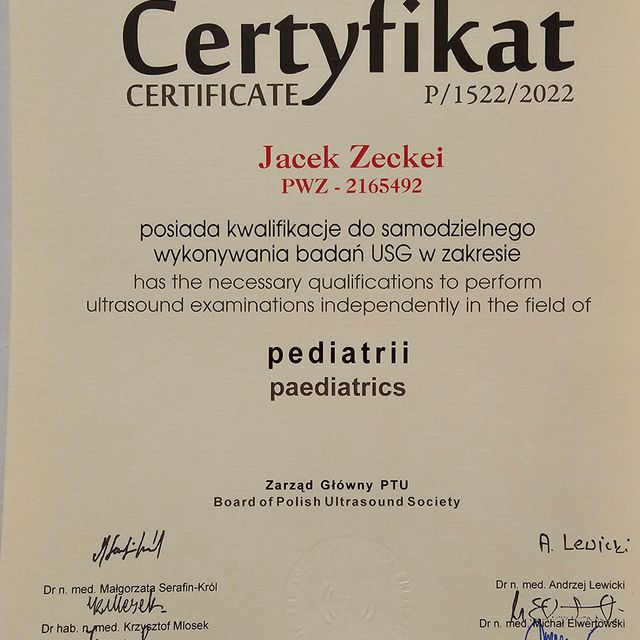 Certyfikat
CERTIFICATE P/1522/2022
Jacek Zeckei
PWZ - 2165492
posiada kwalifikacje do samodzielnego
wykonywania badań USG w zakresie
has the necessary qualifications to perform
ultrasound examinations independently in the field of
pediatrii
paediatrics
Zarząd Główny PTU
Board of Polish Ultrasound Society
A. Lewicki
Dr n. med. Małgorzata Serafin-Król
Dr n. med. Andrzej Lewicki
Dr hab. n. med. Krzysztof Mlosek
Dr n. med. Michał Elwertowski